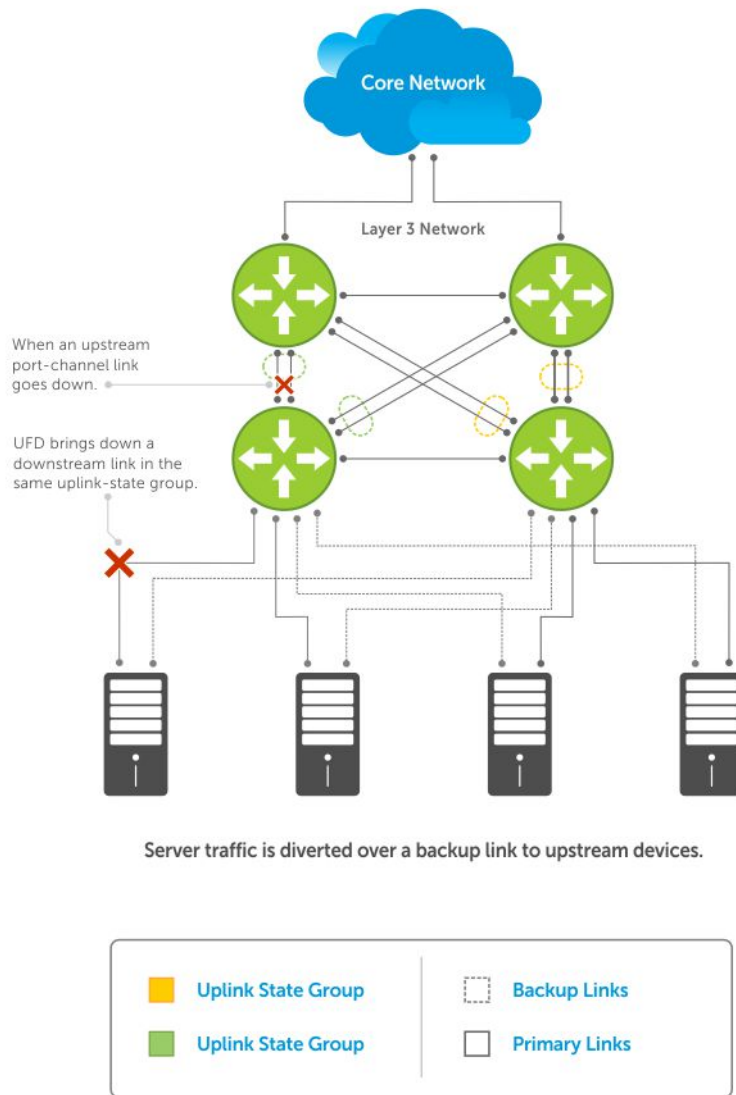 Core Network
Layer 3 Network
When an upstream
port-channel link
goes down.
UFD brings down a
downstream link in the
same uplink-state group.
Server traffic is diverted over a backup link to upstream devices.
Uplink State Group
Backup Links
Uplink State Group
Primary Links